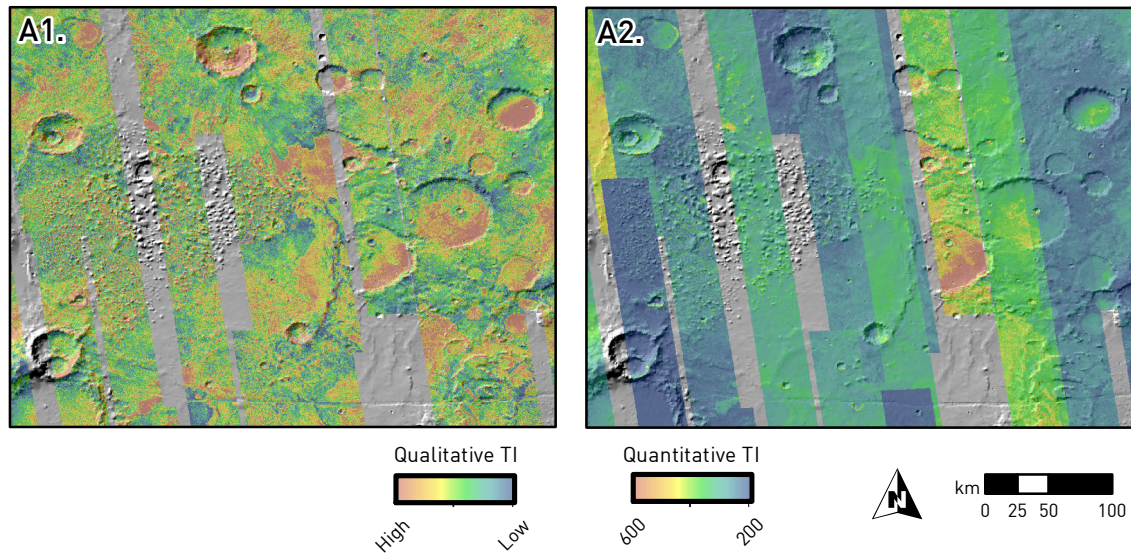 A1.
A2.
Qualitative TI
High
Low
Quantitative TI
600
200
N
km
0 25 50 100